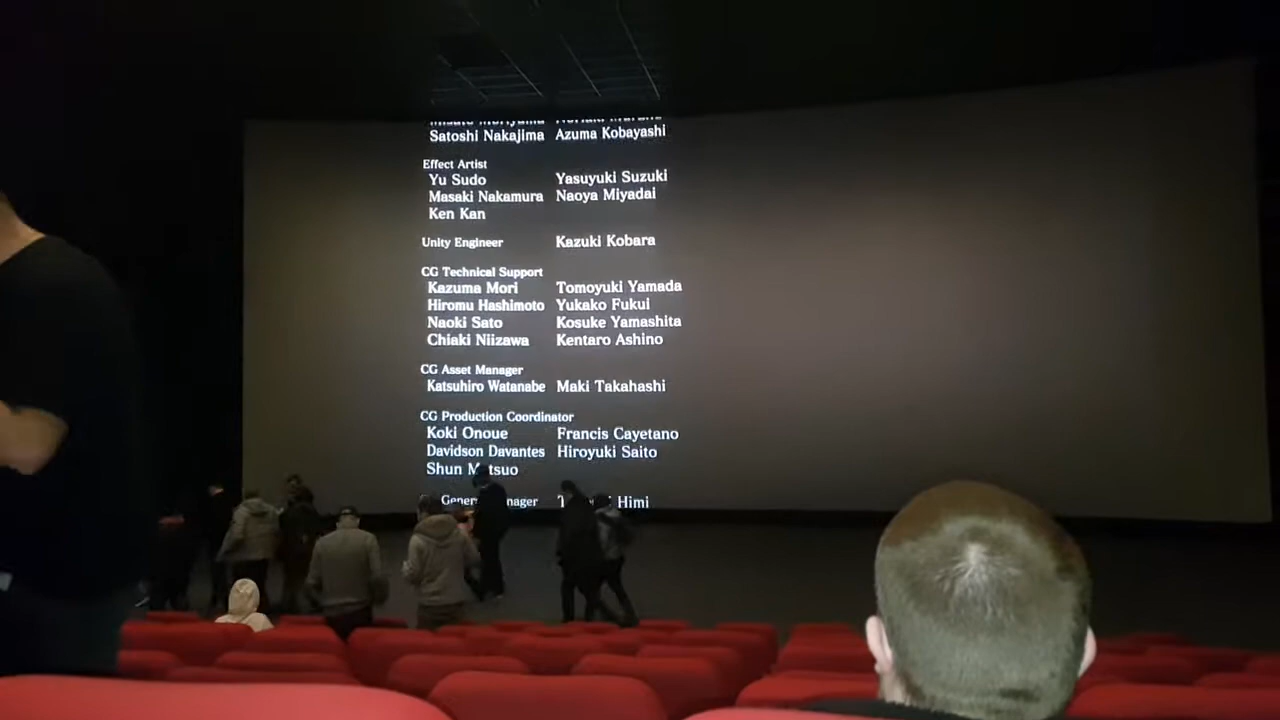 Satoshi Nakajima Azuma Kobayashi
Effect Artist
Yu Sudo Yasuyuki Suzuki
Masaki Nakamura Naoya Miyadai
Ken Kan
Unity Engineer Kazuki Kobara
CG Technical Support
Kazuma Mori Tomoyuki Yamada
Hiromu Hashimoto Yukako Fukui
Naoki Sato Kosuke Yamashita
Chiaki Niizawa Kentaro Ashino
CG Asset Manager
Katsuhiro Watanabe Maki Takahashi
CG Production Coordinator
Koki Onoue Francis Cayetano
Davidson Davantes Hiroyuki Saito
Shun
Himi